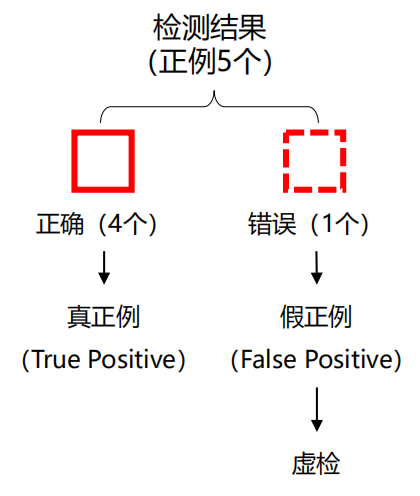 检测结果
（正例5个）
正确（4个）
错误（1个）
真正例
（True Positive）
假正例
（False Positive）
虚检